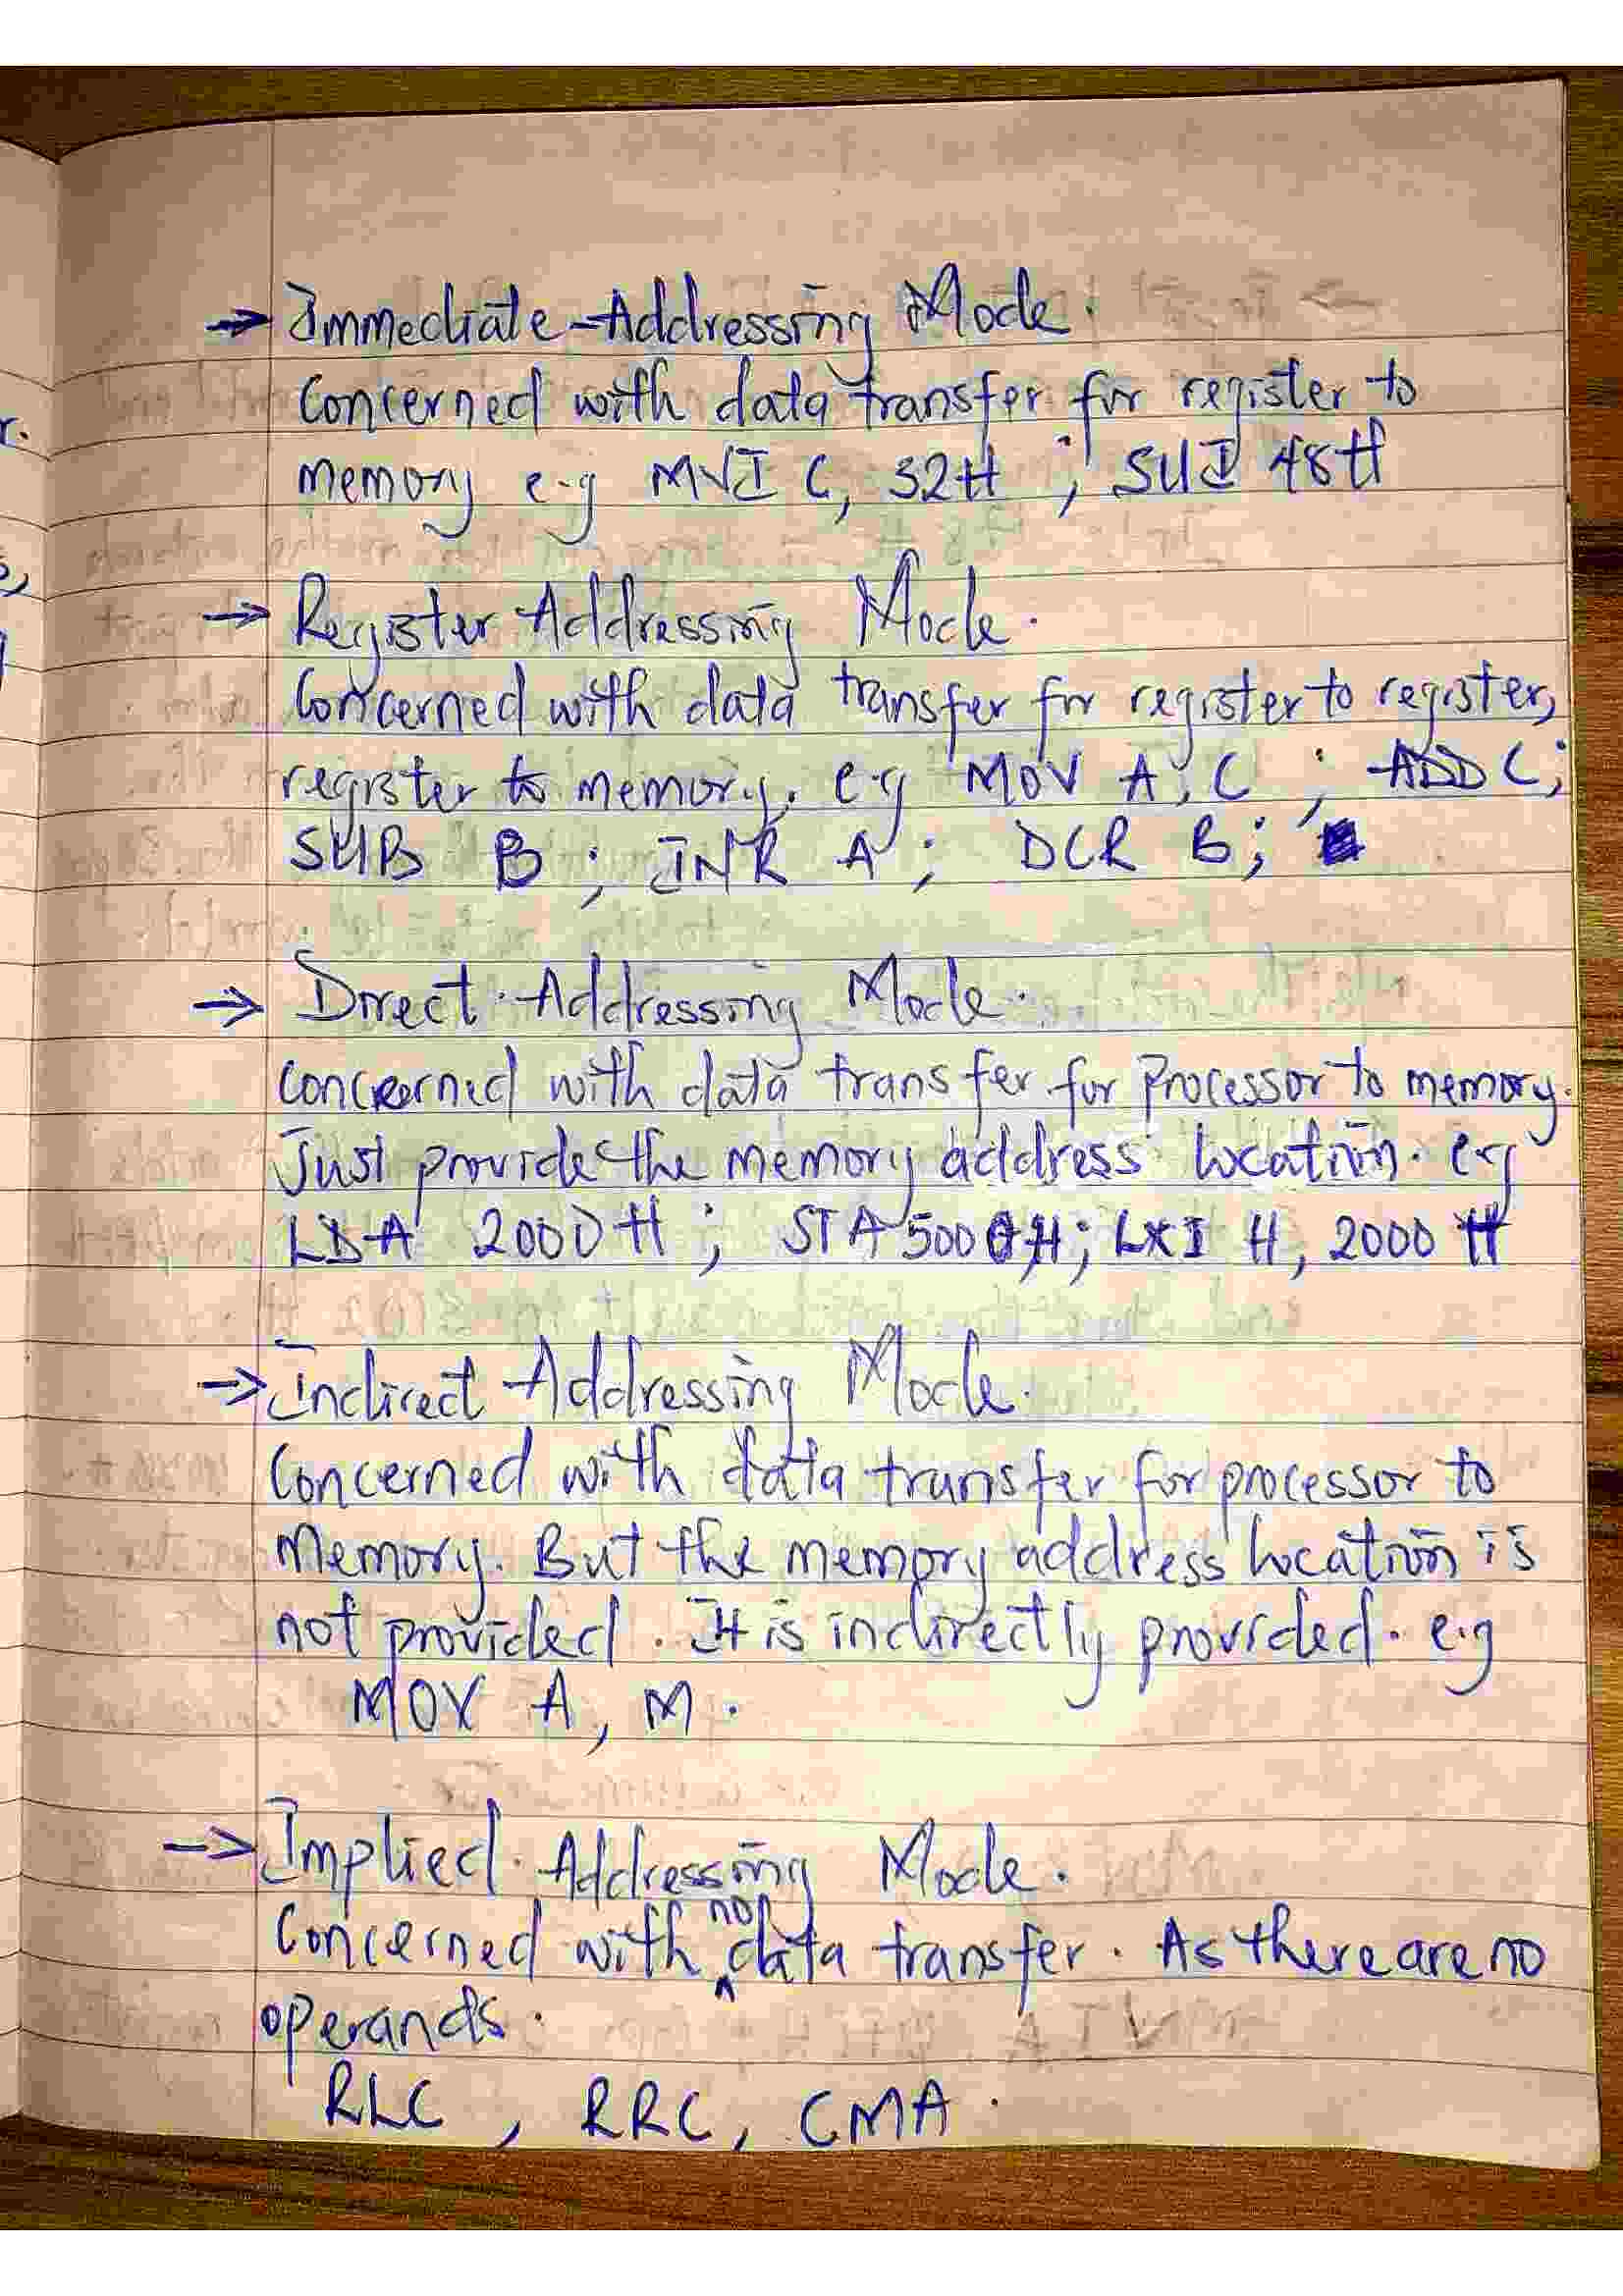 → Immediate-Addressing Mode.
Concerned with data transfer for register to
memory e.g MVI C, 32H ; SUI 48H
→ Register Addressing Mode.
Concerned with data transfer for register to register,
register to memory. e.g MOV A, C ; ADD C;
SUB B ; INR A ; DCR B;
→ Direct Addressing Mode.
Concerned with data transfer for processor to memory.
Just provide the memory address location. e.g
LDA 2000H ; STA 5000H; LXI H, 2000 H
→ Indirect Addressing Mode.
Concerned with data transfer for processor to
Memory. But the memory address location is
not provided. It is indirectly provided. e.g
MOV A, M.
→ Implied Addressing Mode.
Concerned with no data transfer. As there are no
operands.
RLC , RRC, CMA.